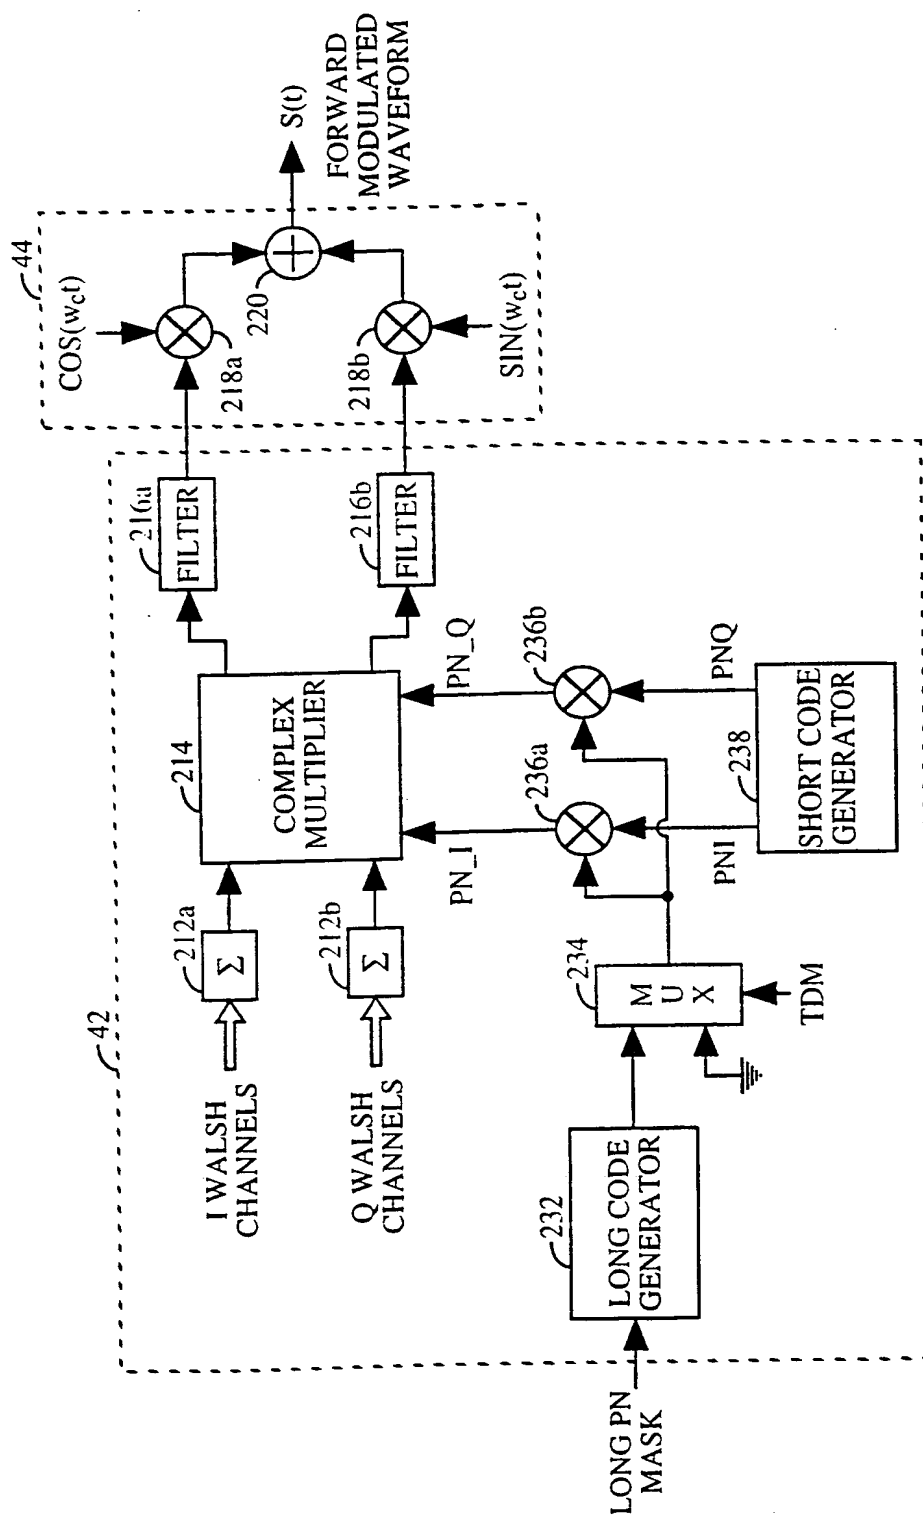 42
44
I WALSH
CHANNELS
212a
Σ
Q WALSH
CHANNELS
212b
Σ
214
COMPLEX
MULTIPLIER
216a
FILTER
216b
FILTER
COS(wct)
218a
218b
SIN(wct)
220
S(t)
FORWARD
MODULATED
WAVEFORM
PN_I
PN_Q
236a
236b
LONG PN
MASK
232
LONG CODE
GENERATOR
234
M
U
X
TDM
PNI
PNQ
238
SHORT CODE
GENERATOR